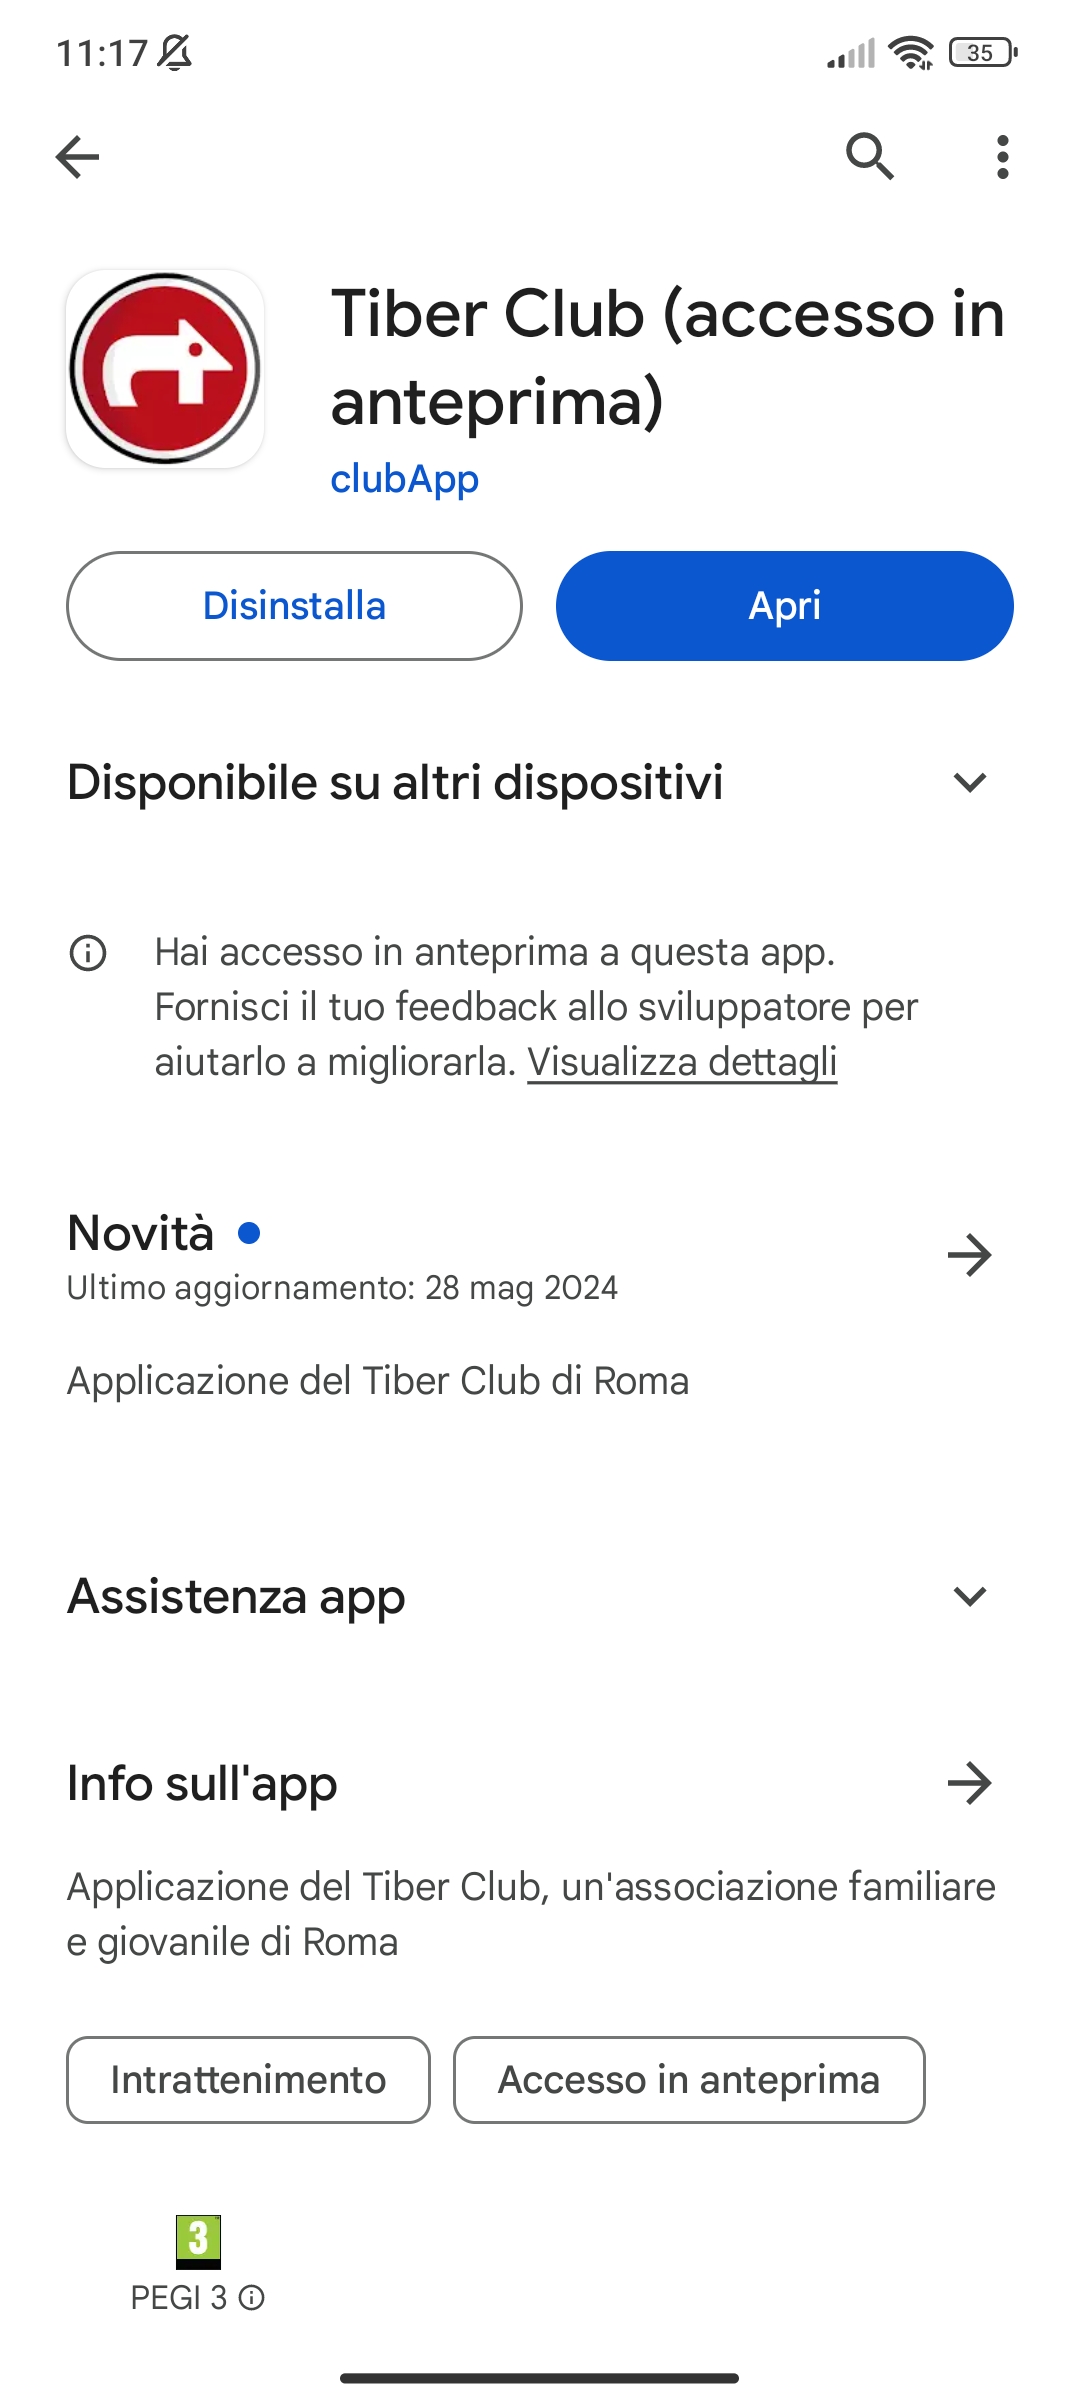 11:17
35
Tiber Club (accesso in
anteprima)
clubApp
Disinstalla
Apri
Disponibile su altri dispositivi
Hai accesso in anteprima a questa app.
Fornisci il tuo feedback allo sviluppatore per
aiutarlo a migliorarla. Visualizza dettagli
Novità
Ultimo aggiornamento: 28 mag 2024
Applicazione del Tiber Club di Roma
Assistenza app
Info sull'app
Applicazione del Tiber Club, un'associazione familiare
e giovanile di Roma
Intrattenimento
Accesso in anteprima
3
PEGI 3